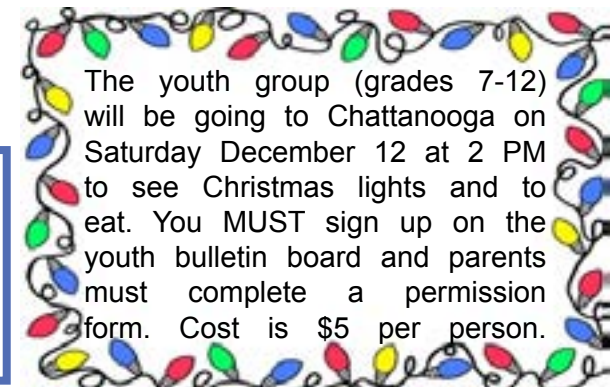 The youth group (grades 7-12)
will be going to Chattanooga on
Saturday December 12 at 2 PM
to see Christmas lights and to
eat. You MUST sign up on the
youth bulletin board and parents
must complete a permission
form. Cost is $5 per person.